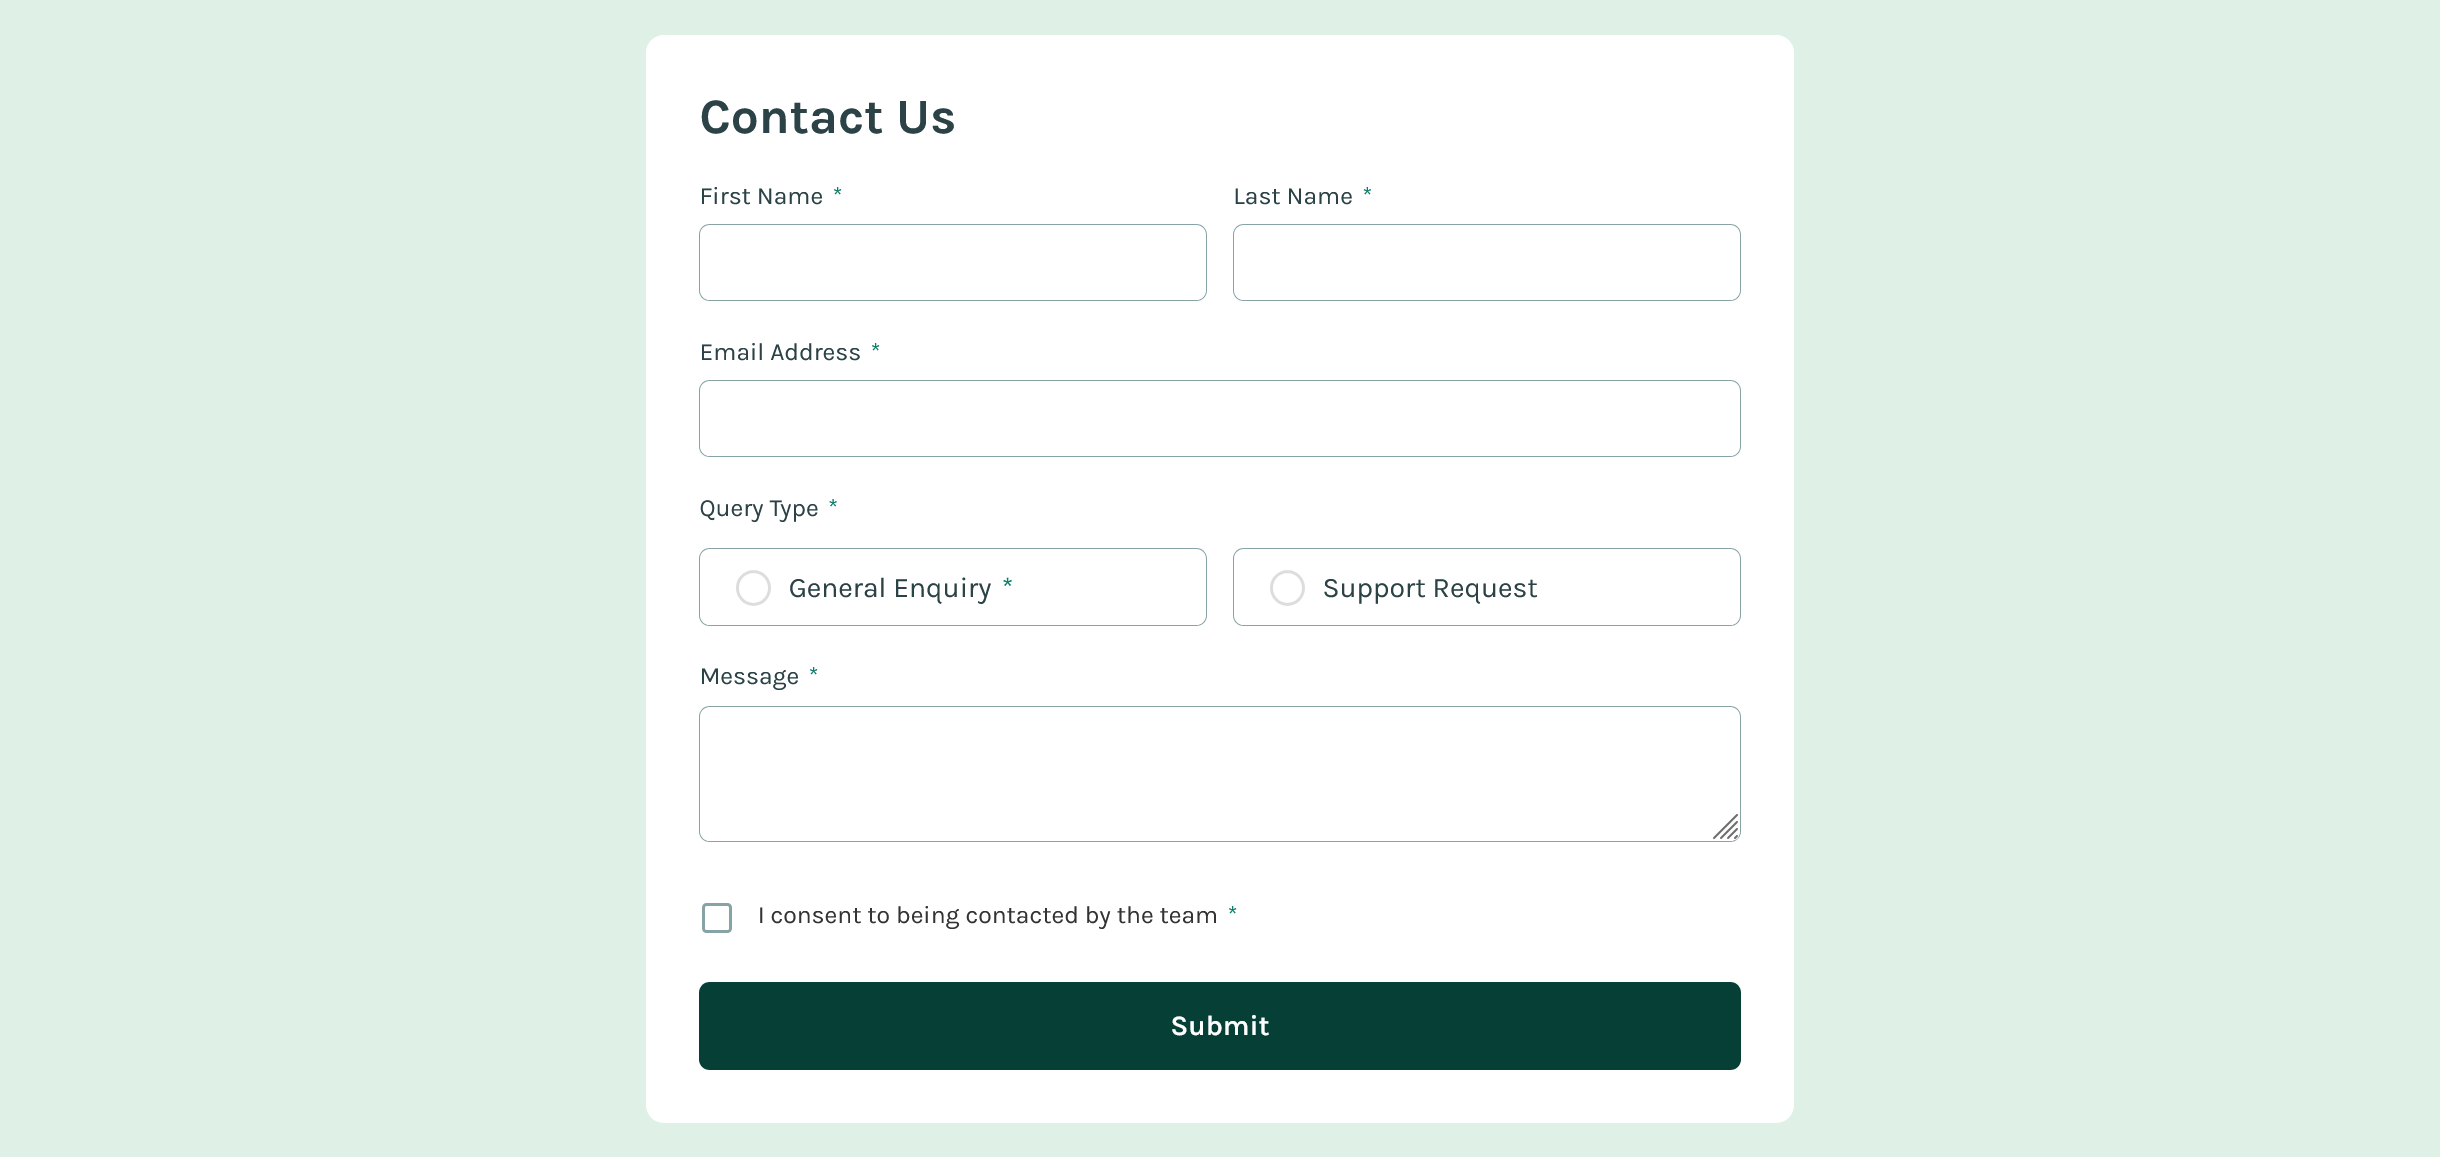 Contact Us
First Name *
Last Name *
Email Address *
Query Type *
General Enquiry *
Support Request
Message *
I consent to being contacted by the team *
Submit